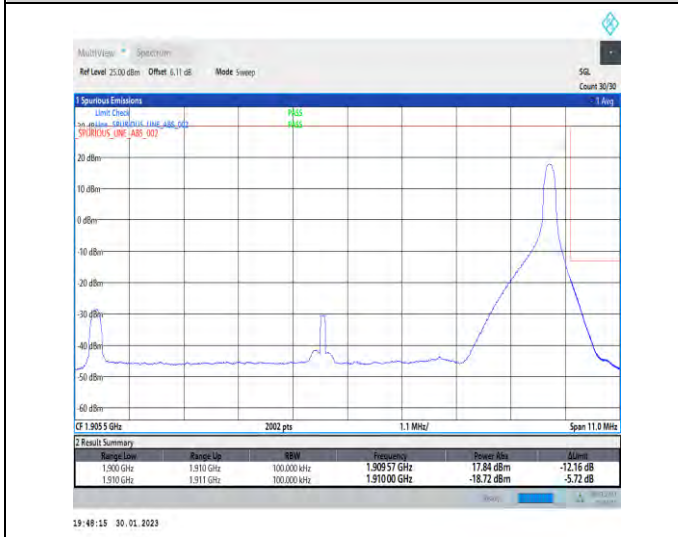 MultiView Spectrum
Ref Level 25.00 dBm Offset 6.11 dB Mode Sweep SGL
Count 30/30
1 Spurious Emissions 1 Avg
Limit Check PASS
Line SPURIOUS_LINE_ABS_002 PASS
SPURIOUS_LINE_ABS_002
20 dBm
10 dBm
0 dBm
-10 dBm
-20 dBm
-30 dBm
-40 dBm
-50 dBm
-60 dBm
CF 1.905 5 GHz 2002 pts 1.1 MHz/ Span 11.0 MHz
2 Result Summary
Range Low Range Up RBW Frequency Power Abs ΔLimit
1.900 GHz 1.910 GHz 100.000 kHz 1.909 57 GHz 17.84 dBm -12.16 dB
1.910 GHz 1.911 GHz 100.000 kHz 1.910 00 GHz -18.72 dBm -5.72 dB
Ready
19:48:15 30.01.2023